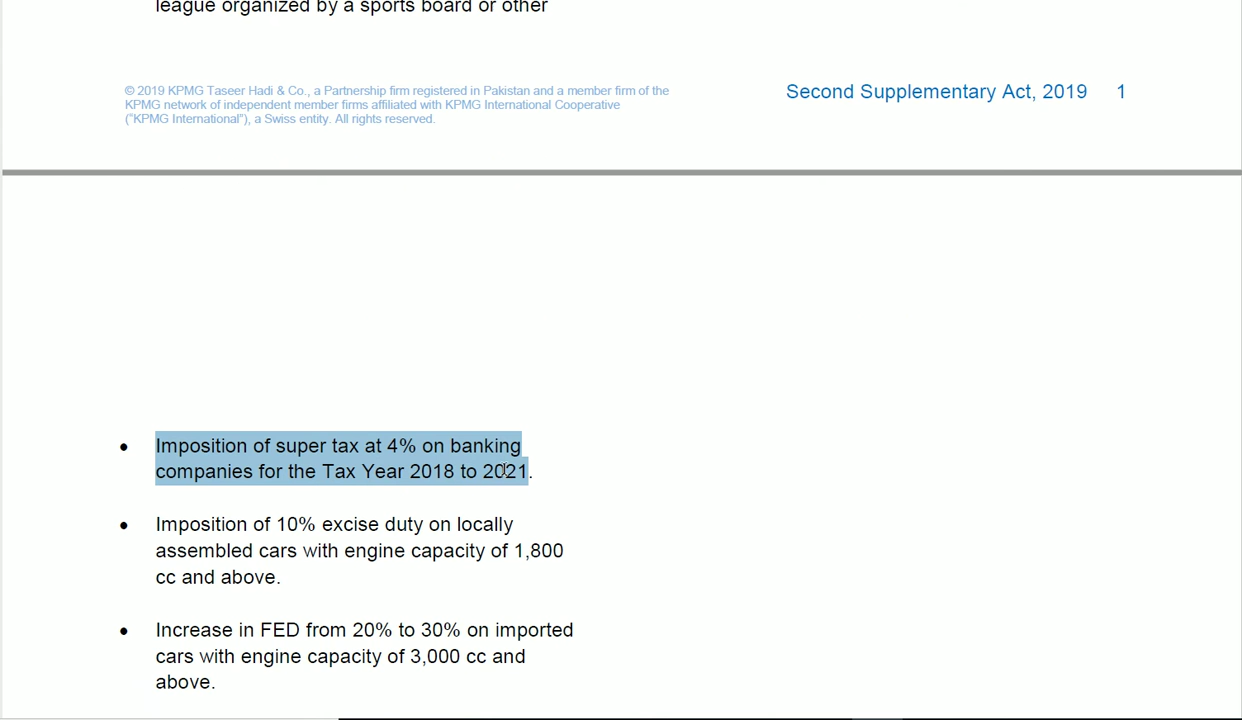 league organized by a sports board or other
© 2019 KPMG Taseer Hadi & Co., a Partnership firm registered in Pakistan and a member firm of the
KPMG network of independent member firms affiliated with KPMG International Cooperative
("KPMG International"), a Swiss entity. All rights reserved.
Second Supplementary Act, 2019 1
• Imposition of super tax at 4% on banking
companies for the Tax Year 2018 to 2021.
• Imposition of 10% excise duty on locally
assembled cars with engine capacity of 1,800
cc and above.
• Increase in FED from 20% to 30% on imported
cars with engine capacity of 3,000 cc and
above.